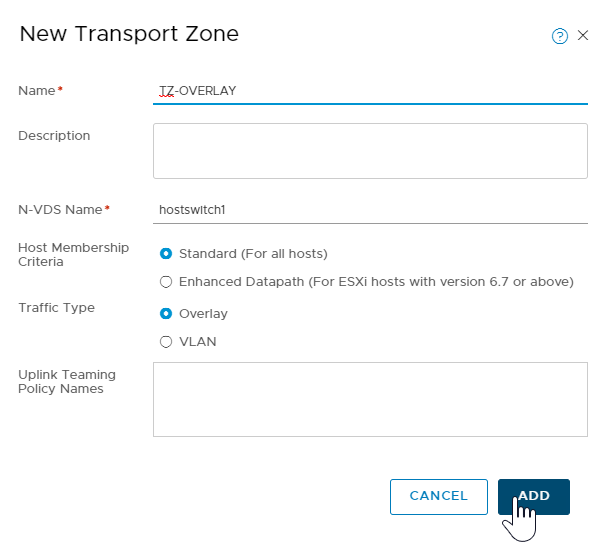 New Transport Zone
?
Name*
TZ-OVERLAY
Description
N-VDS Name*
hostswitch1
Host Membership
Criteria
Standard (For all hosts)
Enhanced Datapath (For ESXi hosts with version 6.7 or above)
Traffic Type
Overlay
VLAN
Uplink Teaming
Policy Names
CANCEL
ADD